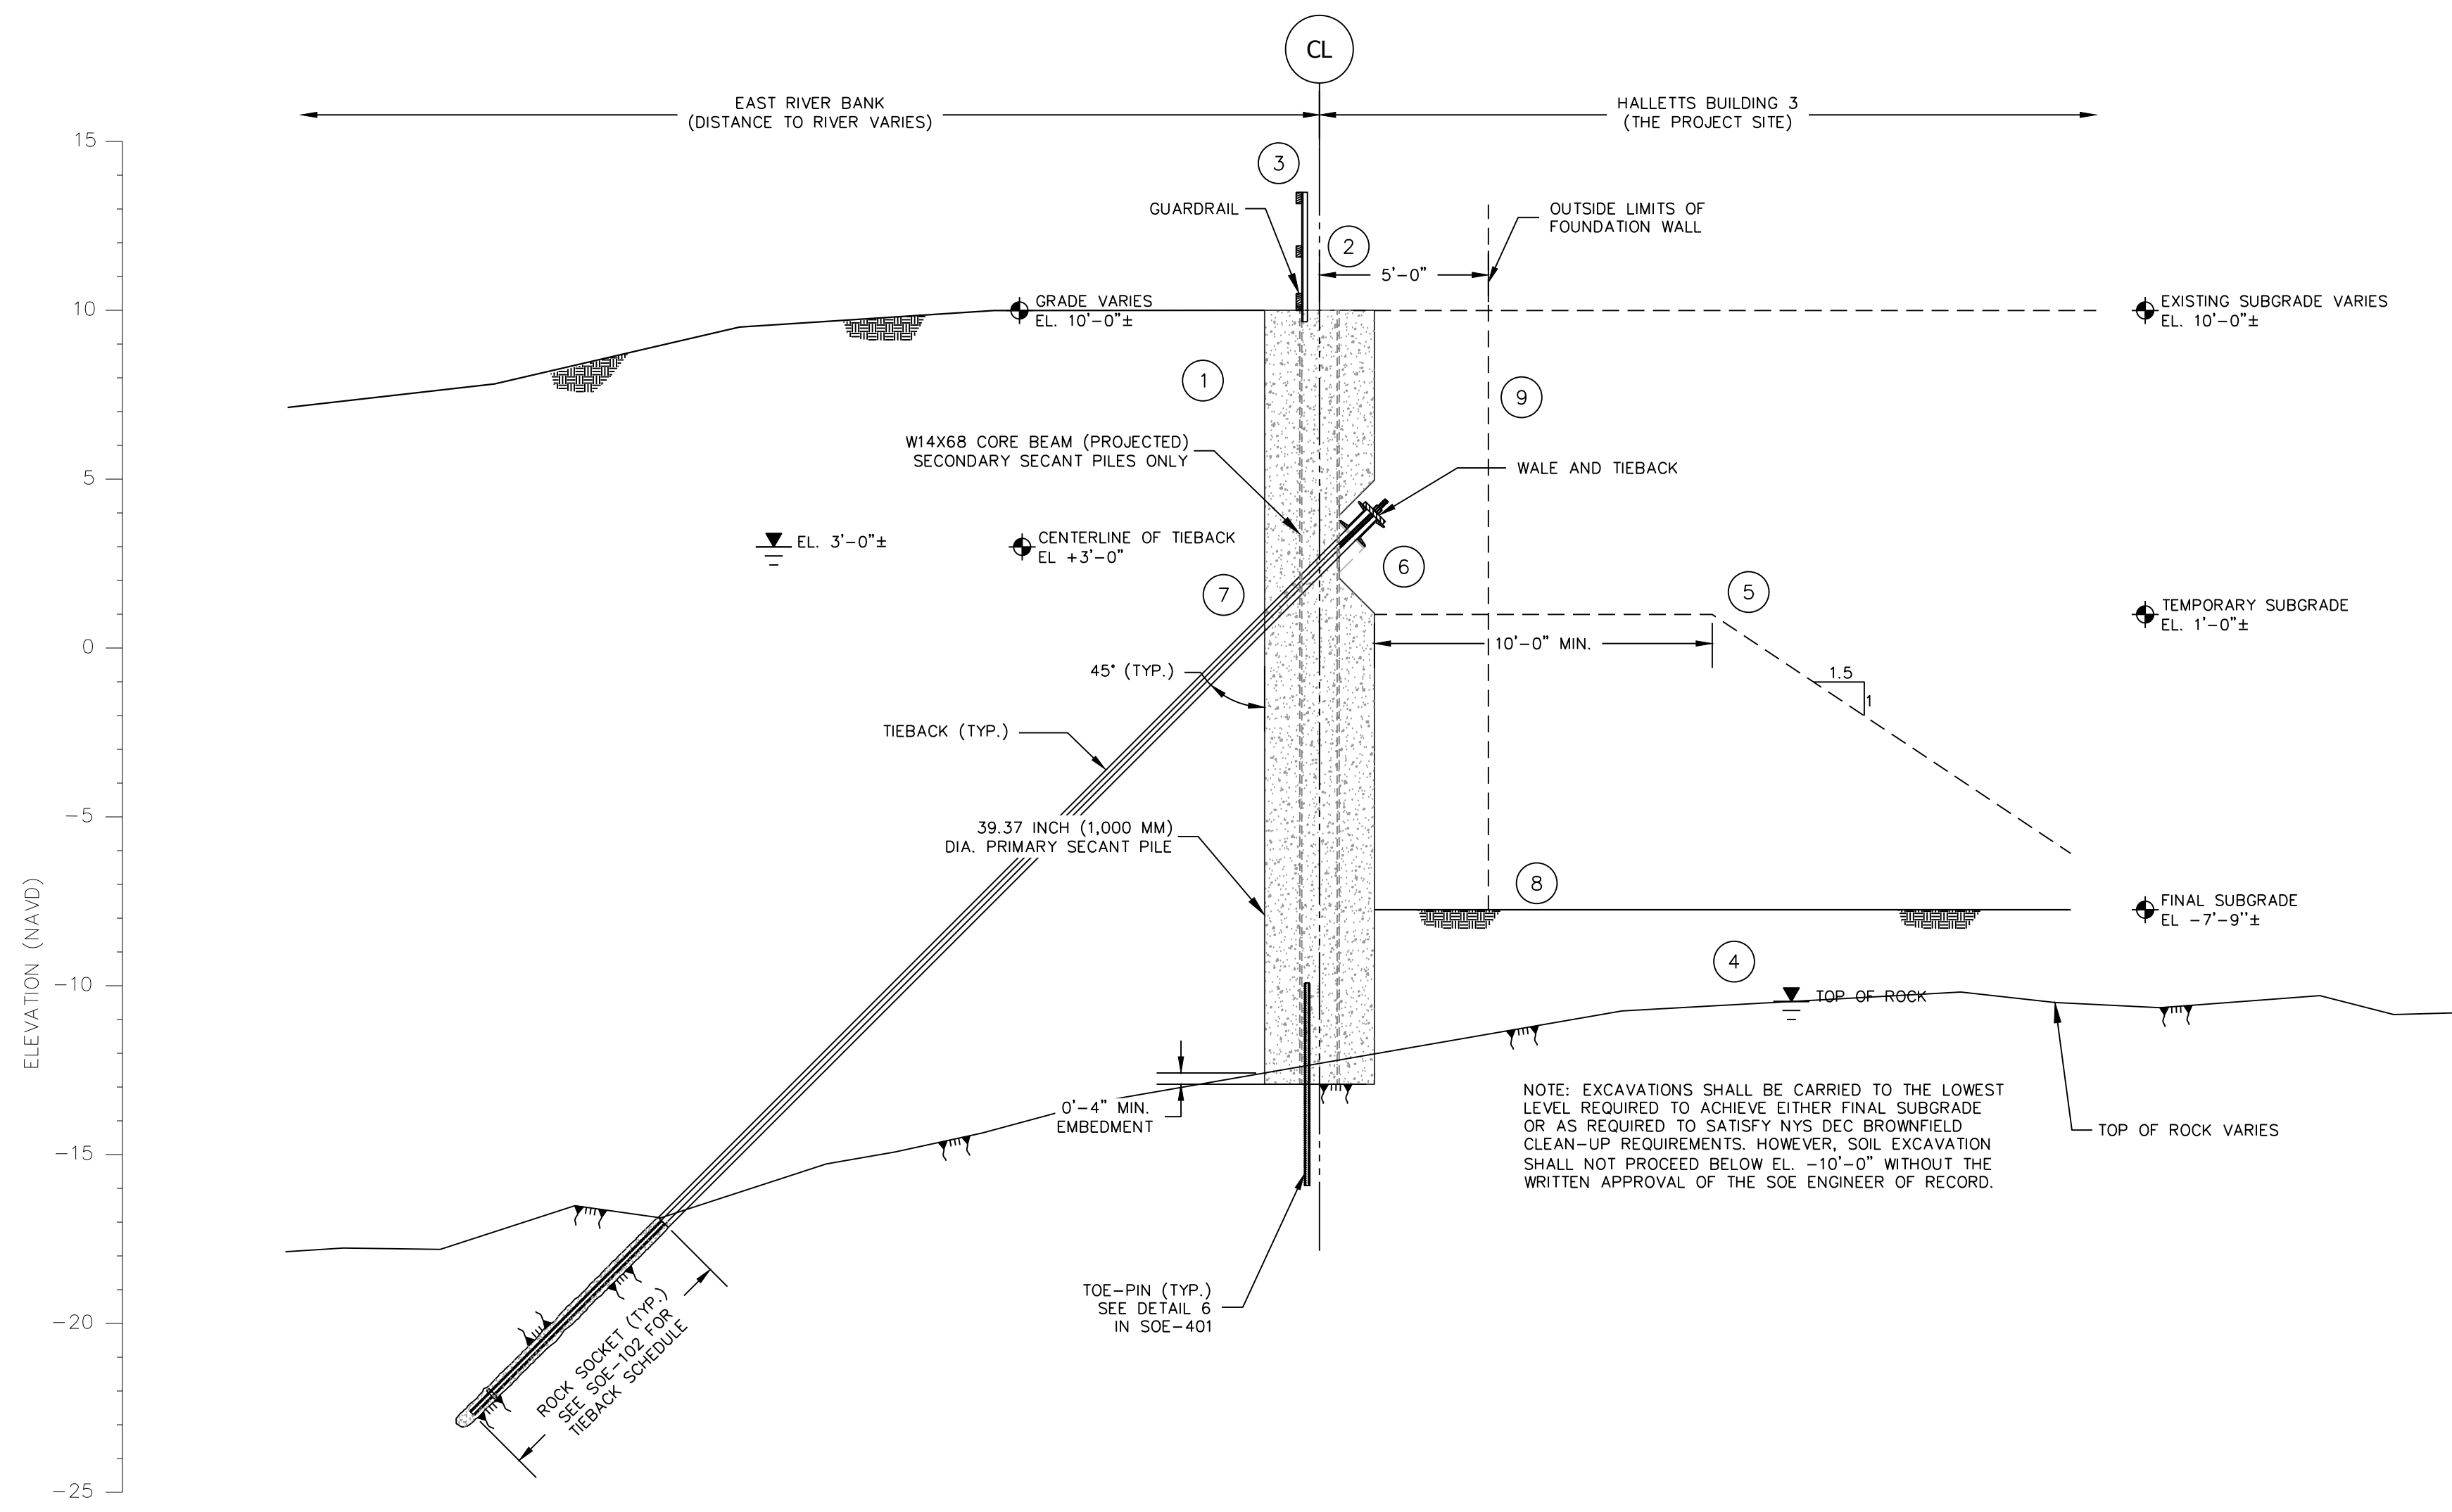 CL
EAST RIVER BANK
(DISTANCE TO RIVER VARIES)
HALLETTS BUILDING 3
(THE PROJECT SITE)
15
3
GUARDRAIL
2
OUTSIDE LIMITS OF
FOUNDATION WALL
5'-0"
10
GRADE VARIES
EL. 10'-0"±
EXISTING SUBGRADE VARIES
EL. 10'-0"±
1
9
W14X68 CORE BEAM (PROJECTED)
SECONDARY SECANT PILES ONLY
5
WALE AND TIEBACK
EL. 3'-0"±
CENTERLINE OF TIEBACK
EL +3'-0"
6
7
5
TEMPORARY SUBGRADE
EL. 1'-0"±
0
10'-0" MIN.
45° (TYP.)
1.5
1
TIEBACK (TYP.)
-5
39.37 INCH (1,000 MM)
DIA. PRIMARY SECANT PILE
8
FINAL SUBGRADE
EL -7'-9"±
ELEVATION (NAVD)
4
-10
TOP OF ROCK
0'-4" MIN.
EMBEDMENT
NOTE: EXCAVATIONS SHALL BE CARRIED TO THE LOWEST
LEVEL REQUIRED TO ACHIEVE EITHER FINAL SUBGRADE
OR AS REQUIRED TO SATISFY NYS DEC BROWNFIELD
CLEAN-UP REQUIREMENTS. HOWEVER, SOIL EXCAVATION
SHALL NOT PROCEED BELOW EL. -10'-0" WITHOUT THE
WRITTEN APPROVAL OF THE SOE ENGINEER OF RECORD.
TOP OF ROCK VARIES
-15
TOE-PIN (TYP.)
SEE DETAIL 6
IN SOE-401
-20
ROCK SOCKET (TYP.)
SEE SOE-102 FOR
TIEBACK SCHEDULE
-25